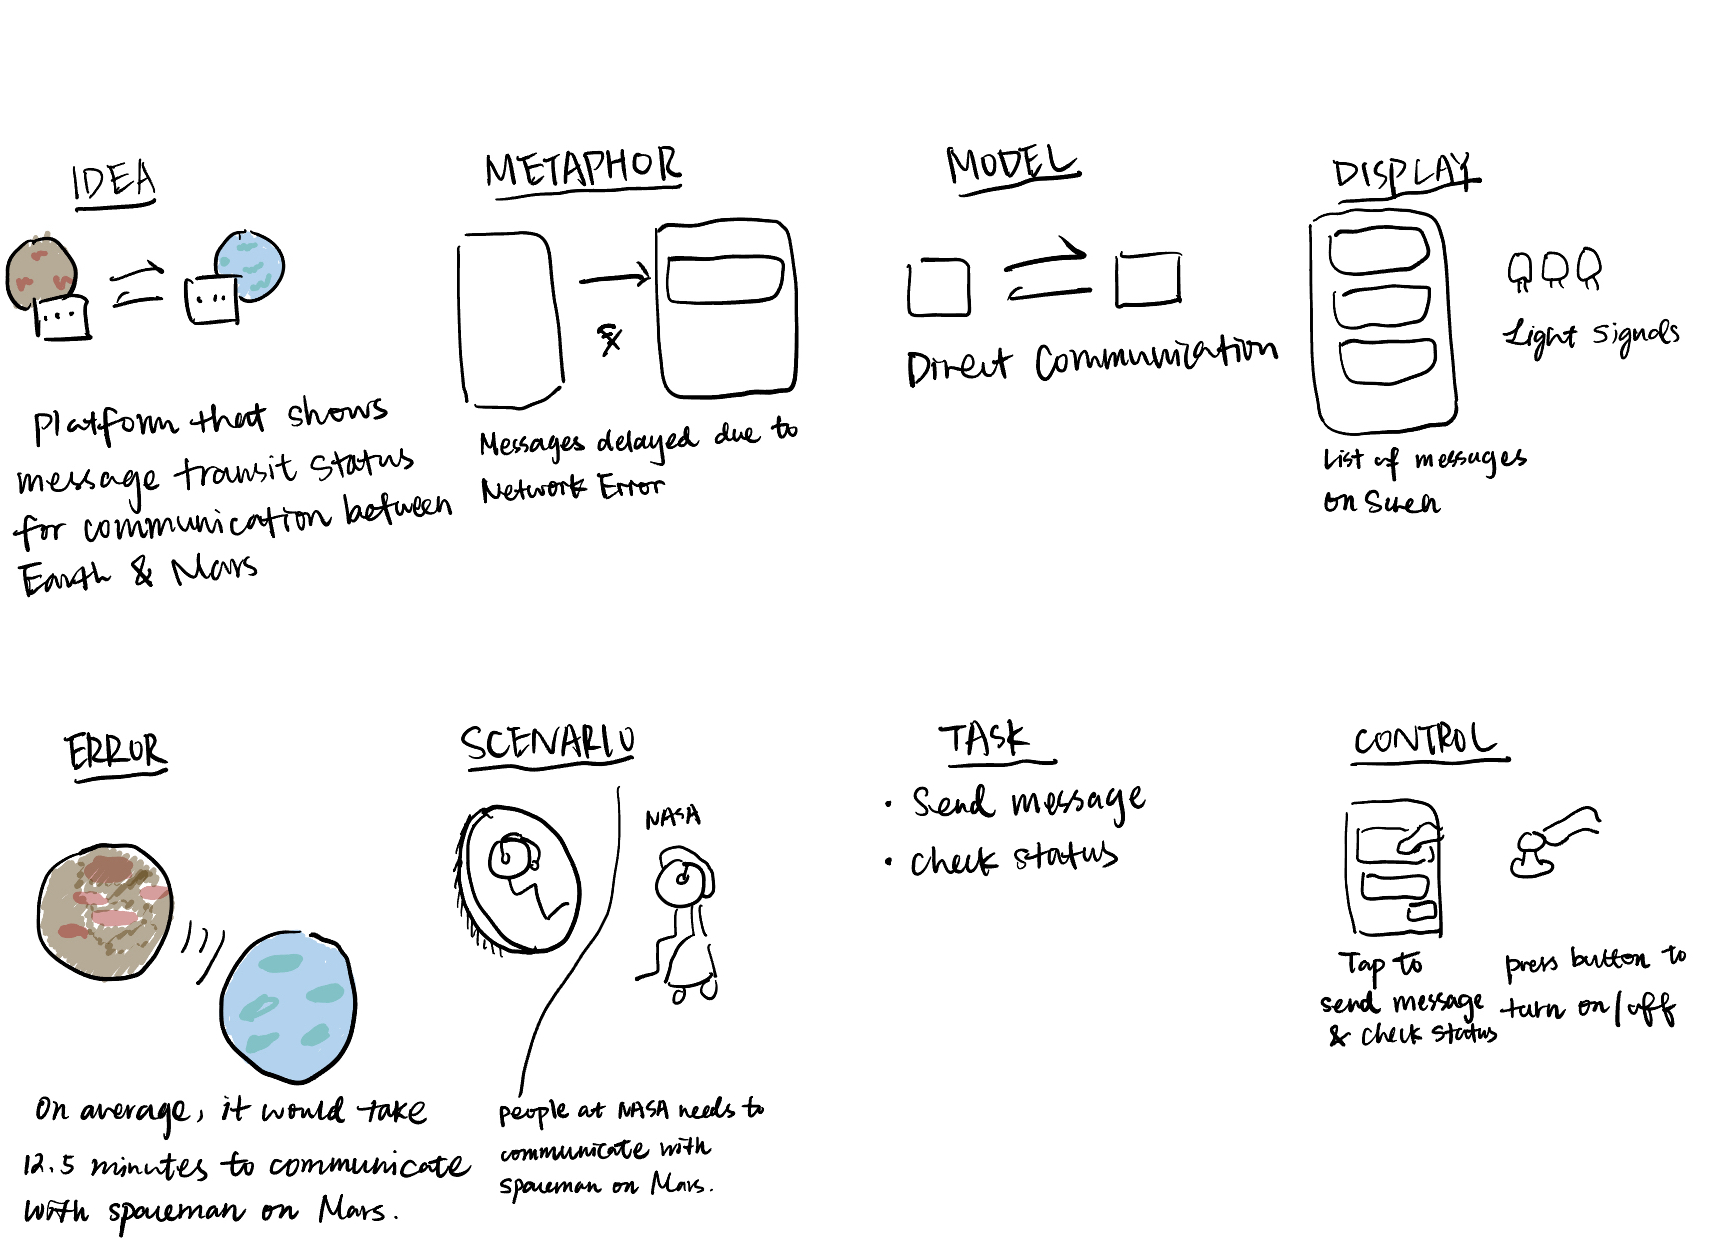 IDEA
Platform that shows
message transit status
for communication between
Earth & Mars
METAPHOR
Messages delayed due to
Network Error
MODEL
Direct Communication
DISPLAY
Light signals
List of messages
on Screen
ERROR
On average, it would take
12.5 minutes to communicate
with spaceman on Mars.
SCENARIO
NASA
people at NASA needs to
communicate with
spaceman on Mars.
TASK
• Send message
• check status
CONTROL
Tap to
send message
& check status
press button to
turn on/off